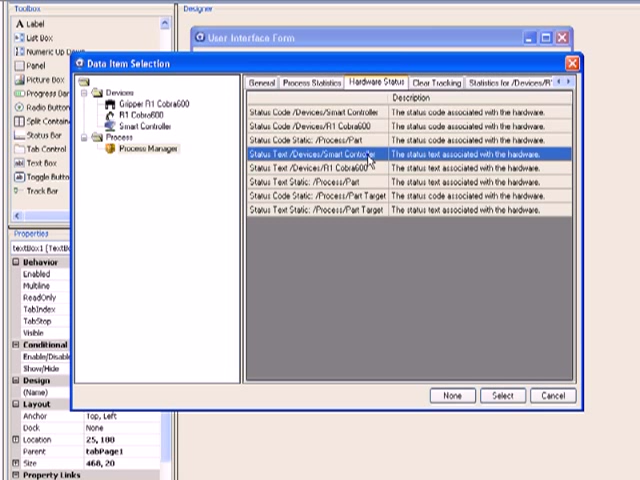 Toolbox
Designer
Label
List Box
Numeric Up Down
Panel
Picture Box
Progress Bar
Radio Button
Split Container
Status Bar
Tab Control
Text Box
Toggle Button
Track Bar
User Interface Form
Data Item Selection
Devices
Gripper R1 Cobra600
R1 Cobra600
Smart Controller
Process
Process Manager
General
Process Statistics
Hardware Status
Clear Tracking
Statistics for /Devices/R
Description
Status Code /Devices/Smart Controller The status code associated with the hardware.
Status Code /Devices/R1 Cobra600 The status code associated with the hardware.
Status Code Static: /Process/Part The status code associated with the hardware.
Status Text /Devices/Smart Controller The status text associated with the hardware.
Status Text /Devices/R1 Cobra600 The status text associated with the hardware.
Status Text Static: /Process/Part The status text associated with the hardware.
Status Code Static: /Process/Part Target The status code associated with the hardware.
Status Text Static: /Process/Part Target The status text associated with the hardware.
None
Select
Cancel
Properties
textBox1 [TextB
Behavior
Enabled
Multiline
ReadOnly
TabIndex
TabStop
Visible
Conditional
Enable/Disable
Show/Hide
Design
(Name)
Layout
Anchor Top, Left
Dock None
Location 25, 108
Parent tabPage1
Size 468, 20
Property Links